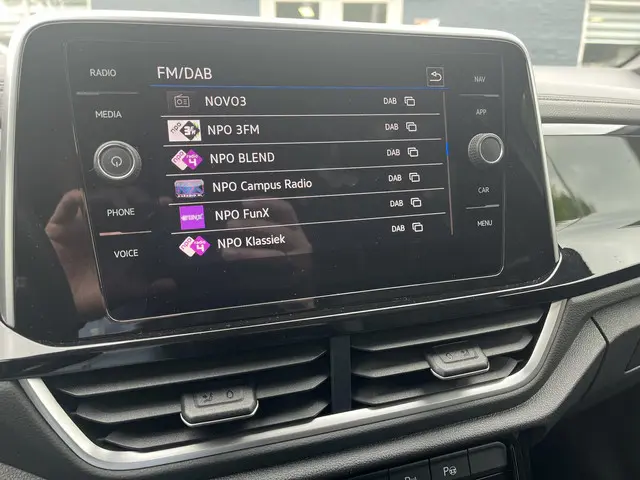 RADIO
FM/DAB
NAV
MEDIA
NOVO3 DAB
APP
NPO 3FM DAB
NPO BLEND DAB
NPO Campus Radio DAB
CAR
PHONE
FUNX NPO FunX DAB
MENU
VOICE
NPO Klassiek DAB